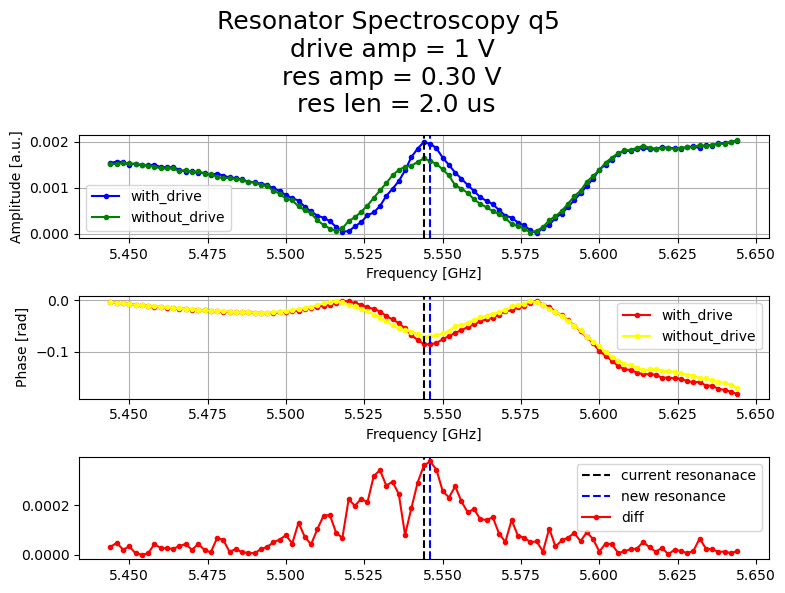 Resonator Spectroscopy q5
drive amp = 1 V
res amp = 0.30 V
res len = 2.0 us
Amplitude [a.u.]
0.002
0.001
0.000
with_drive
without_drive
5.450 5.475 5.500 5.525 5.550 5.575 5.600 5.625 5.650
Frequency [GHz]
Phase [rad]
0.0
−0.1
with_drive
without_drive
5.450 5.475 5.500 5.525 5.550 5.575 5.600 5.625 5.650
Frequency [GHz]
0.0002
0.0000
current resonanace
new resonance
diff
5.450 5.475 5.500 5.525 5.550 5.575 5.600 5.625 5.650